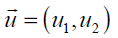 u⃗ = (u₁, u₂)